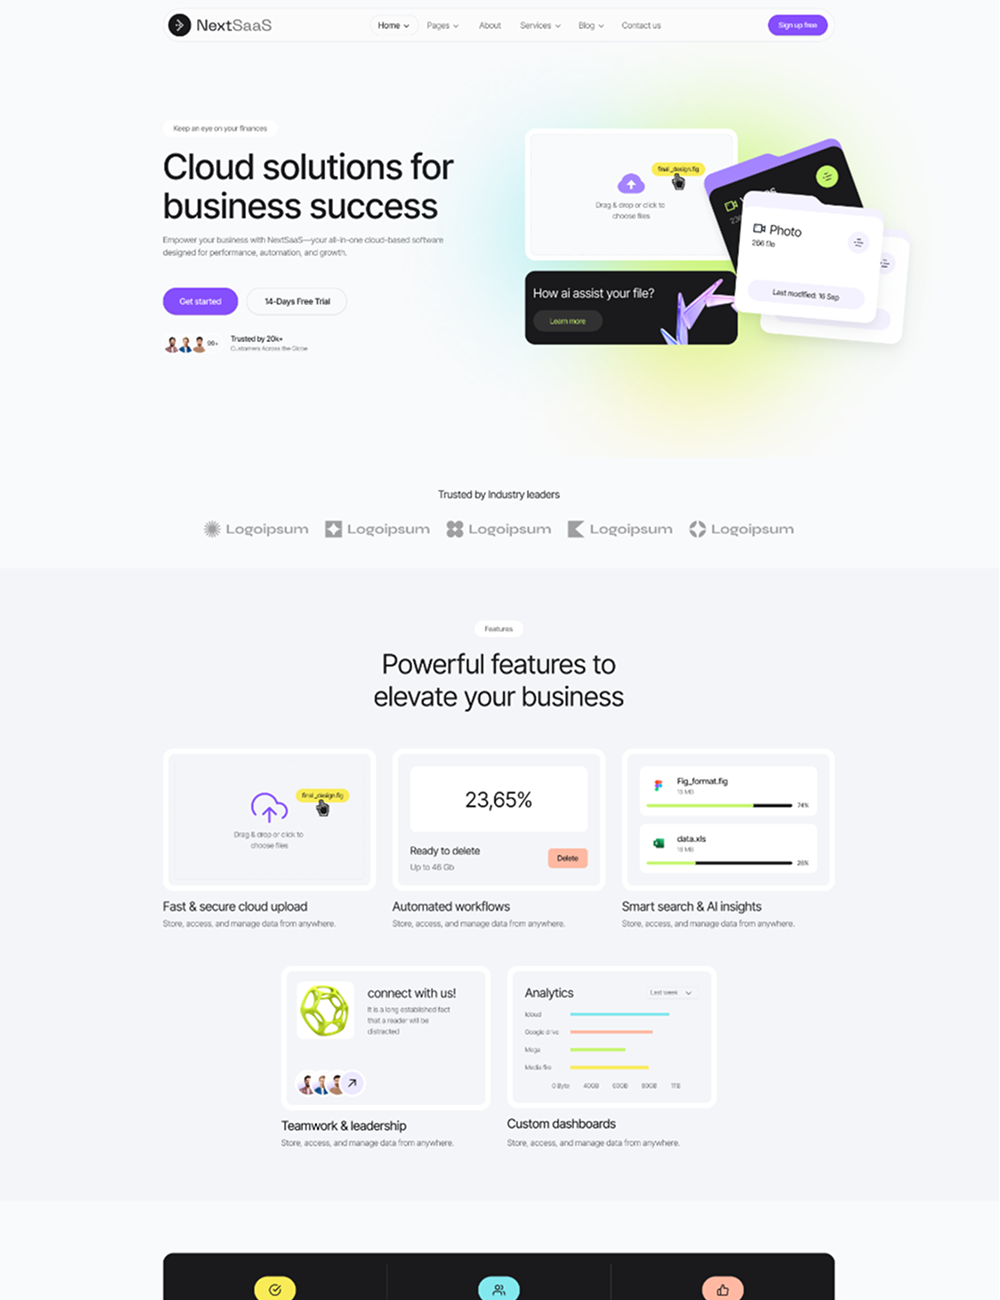 NextSaaS
Home
Pages
About
Services
Blog
Contact us
Sign up free
Keep an eye on your finances
Cloud solutions for
business success
Empower your business with NextSaaS—your all-in-one cloud-based software
designed for performance, automation, and growth.
Get started
14-Days Free Trial
99+
Trusted by 20k+
Customers Across the Globe
final_design.fig
Drag & drop or click to
choose files
How ai assist your file?
Learn more
Photo
266 file
Last modified: 16 Sep
Trusted by Industry leaders
Logoipsum
Logoipsum
Logoipsum
Logoipsum
Logoipsum
Features
Powerful features to
elevate your business
final_design.fig
Drag & drop or click to
choose files
Fast & secure cloud upload
Store, access, and manage data from anywhere.
23,65%
Ready to delete
Up to 46 Gb
Delete
Automated workflows
Store, access, and manage data from anywhere.
Fig_format.fig
13 MB
74%
data.xls
16 MB
26%
Smart search & AI insights
Store, access, and manage data from anywhere.
connect with us!
It is a long established fact
that a reader will be
distracted
Teamwork & leadership
Store, access, and manage data from anywhere.
Analytics
Last week
Icloud
Google drive
Mega
Media fire
0 Byte
40GB
60GB
80GB
1TB
Custom dashboards
Store, access, and manage data from anywhere.